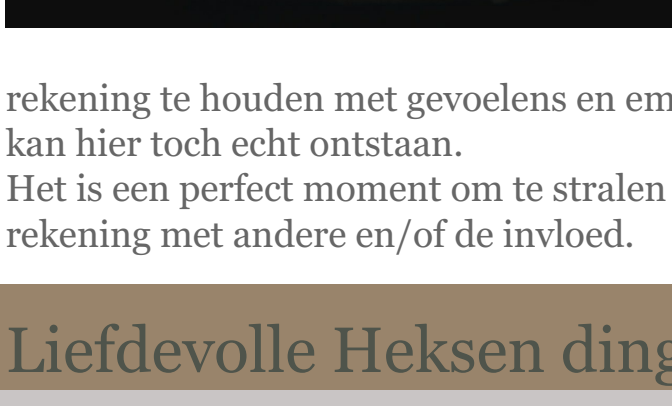 rekening te houden met gevoelens en em
kan hier toch echt ontstaan.
Het is een perfect moment om te stralen
rekening met andere en/of de invloed.
Liefdevolle Heksen ding